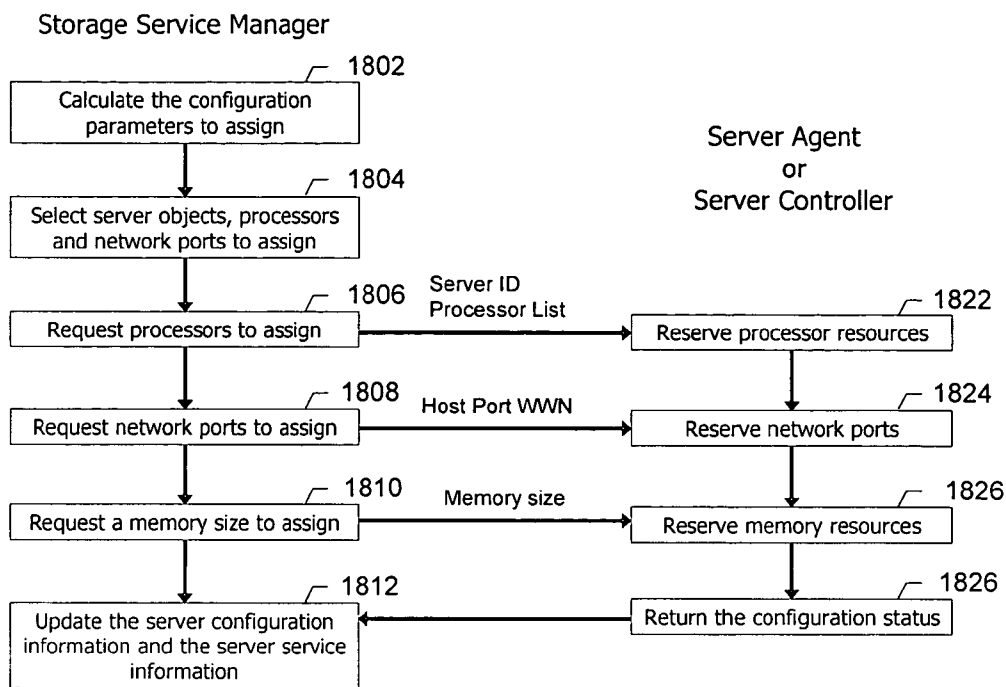 Storage Service Manager
1802
Calculate the configuration
parameters to assign
Server Agent
or
Server Controller
1804
Select server objects, processors
and network ports to assign
1806
Request processors to assign
Server ID
Processor List
1822
Reserve processor resources
1808
Request network ports to assign
Host Port WWN
1824
Reserve network ports
1810
Request a memory size to assign
Memory size
1826
Reserve memory resources
1812
Update the server configuration
information and the server service
information
1826
Return the configuration status